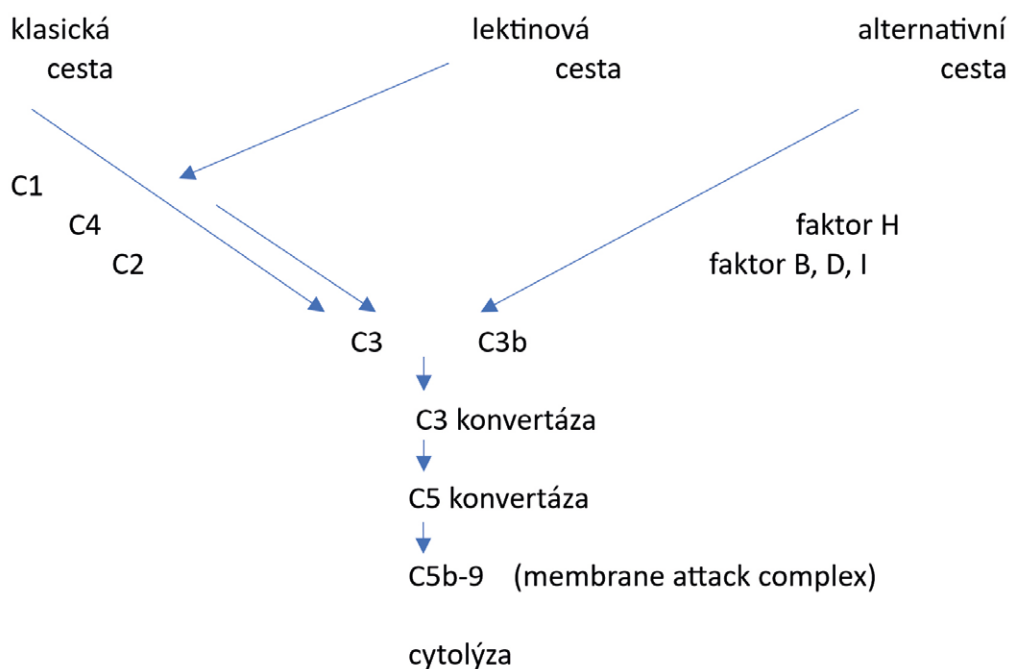 klasická
cesta
lektinová
cesta
alternativní
cesta
C1
C4
C2
faktor H
faktor B, D, I
C3
C3b
C3 konvertáza
C5 konvertáza
C5b-9 (membrane attack complex)
cytolýza